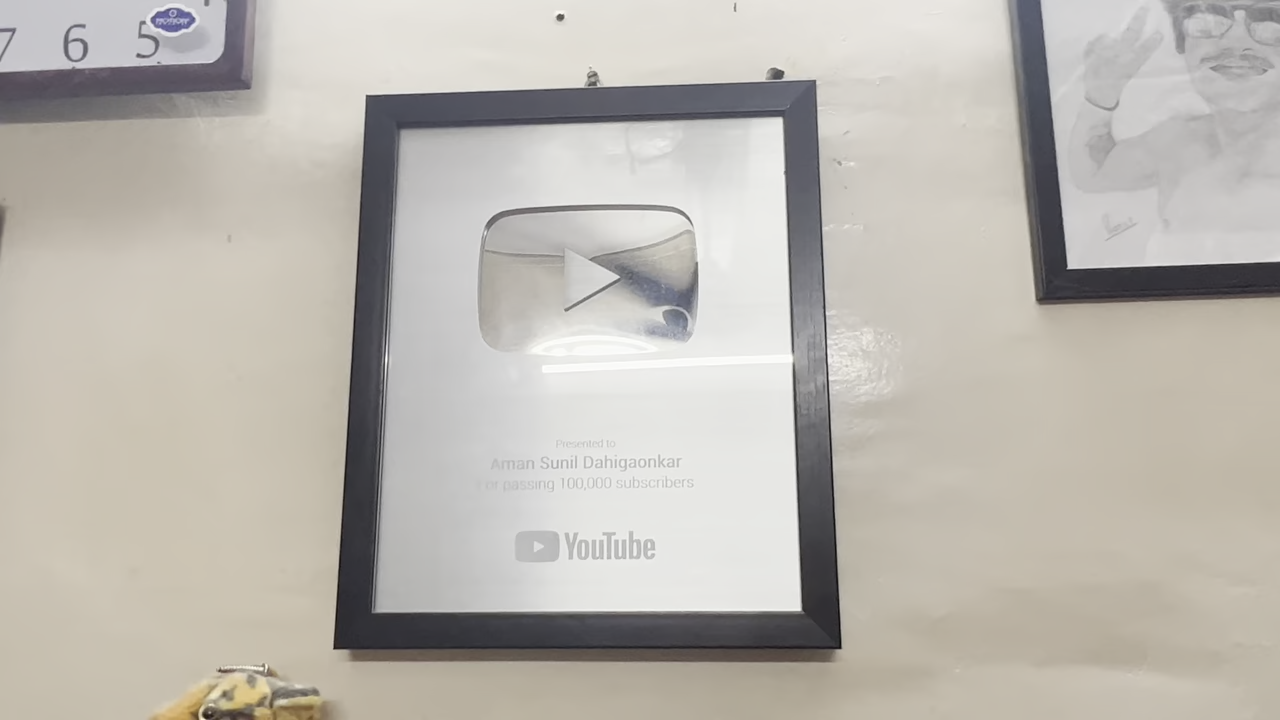 7 6 5
Presented to
Aman Sunil Dahigaonkar
For passing 100,000 subscribers
YouTube